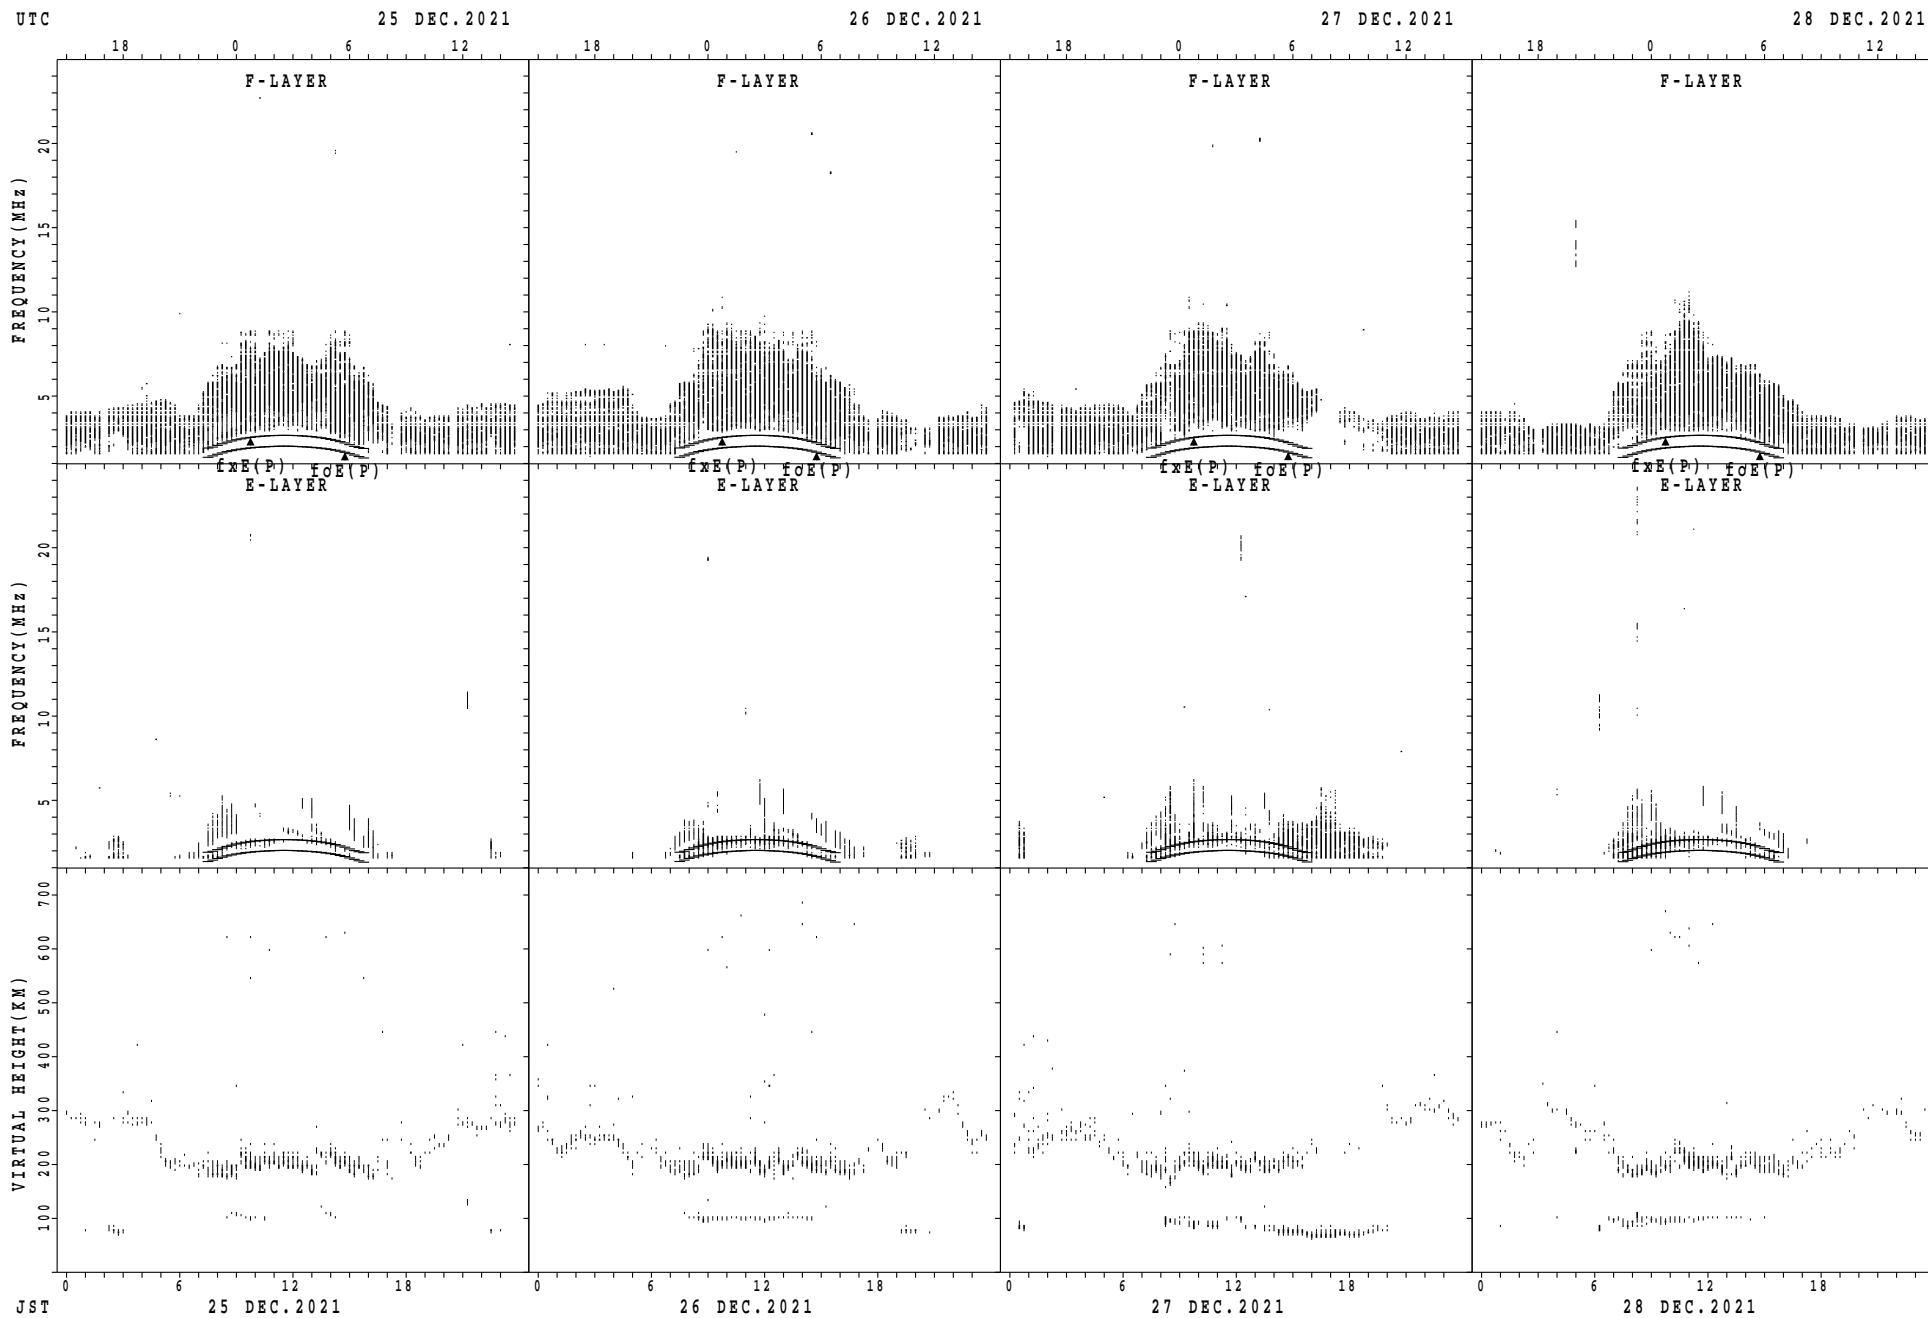 UTC 25 DEC.2021 26 DEC.2021 27 DEC.2021 28 DEC.2021
18 0 6 12 18 0 6 12 18 0 6 12 18 0 6 12
F-LAYER F-LAYER F-LAYER F-LAYER
FREQUENCY(MHz)
20
15
10
5
fxE(P) foE(P) fxE(P) foE(P) fxE(P) foE(P) fxE(P) foE(P)
E-LAYER E-LAYER E-LAYER E-LAYER
FREQUENCY(MHz)
20
15
10
5
VIRTUAL HEIGHT(KM)
700
600
500
400
300
200
100
0 6 12 18 0 6 12 18 0 6 12 18 0 6 12 18
JST 25 DEC.2021 26 DEC.2021 27 DEC.2021 28 DEC.2021